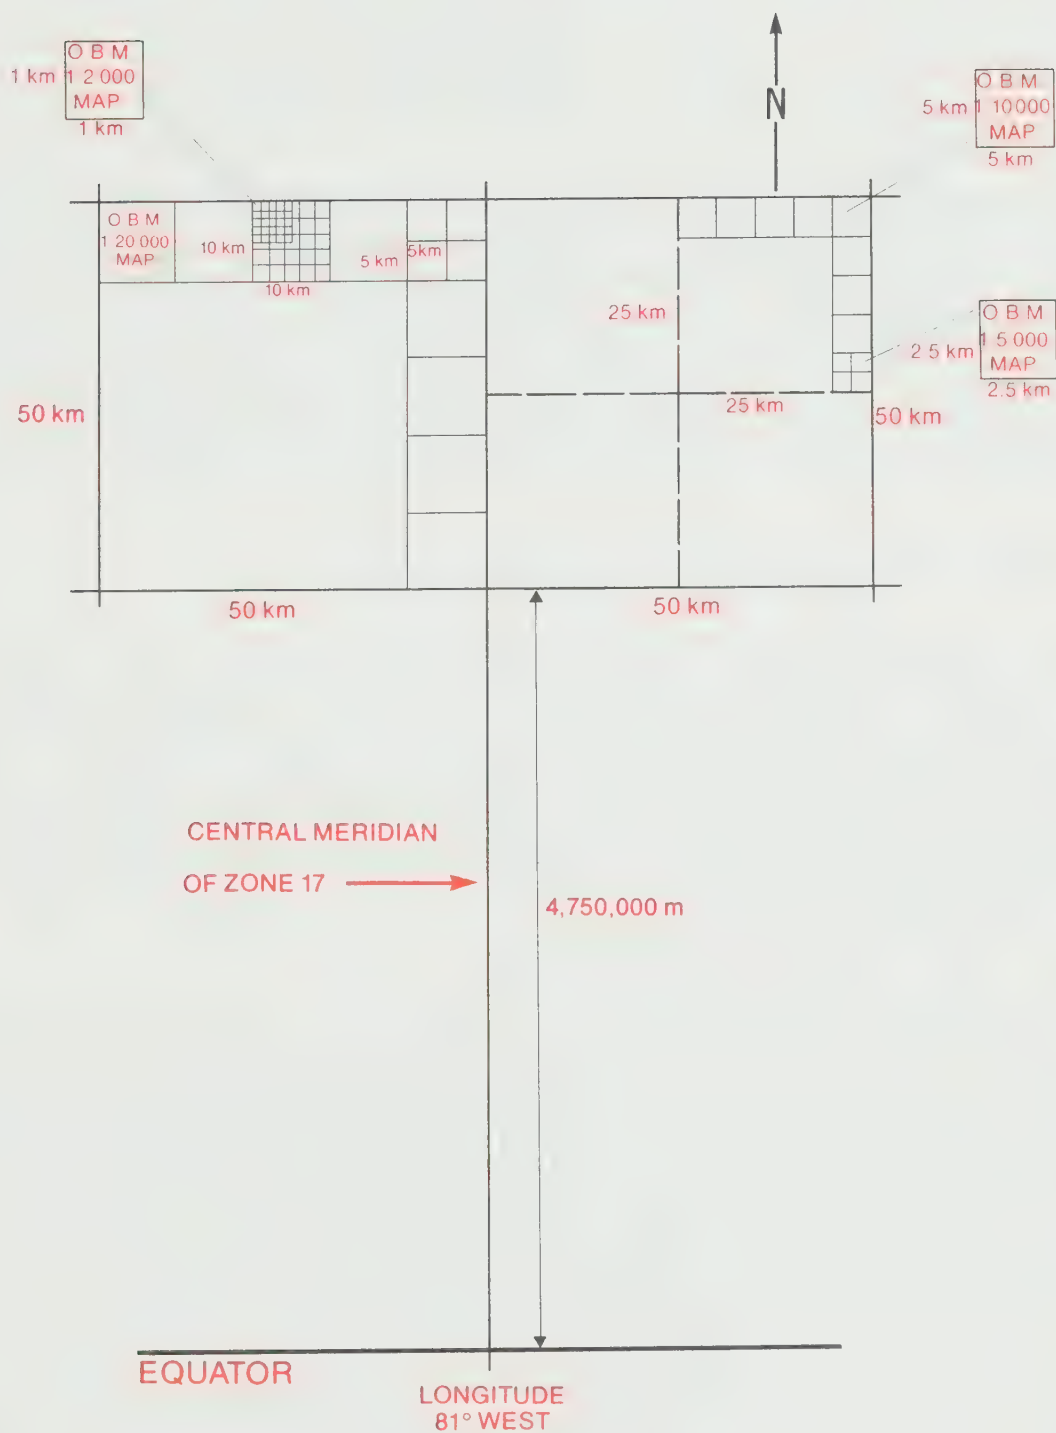 O B M
1 2 000
MAP
1 km
1 km
N
O B M
1 10000
MAP
5 km
5 km
O B M
1 20 000
MAP
10 km
10 km
5 km
5km
25 km
25 km
O B M
1 5 000
MAP
2 5 km
2.5 km
50 km
50 km
50 km
50 km
CENTRAL MERIDIAN
OF ZONE 17
4,750,000 m
EQUATOR
LONGITUDE
81° WEST